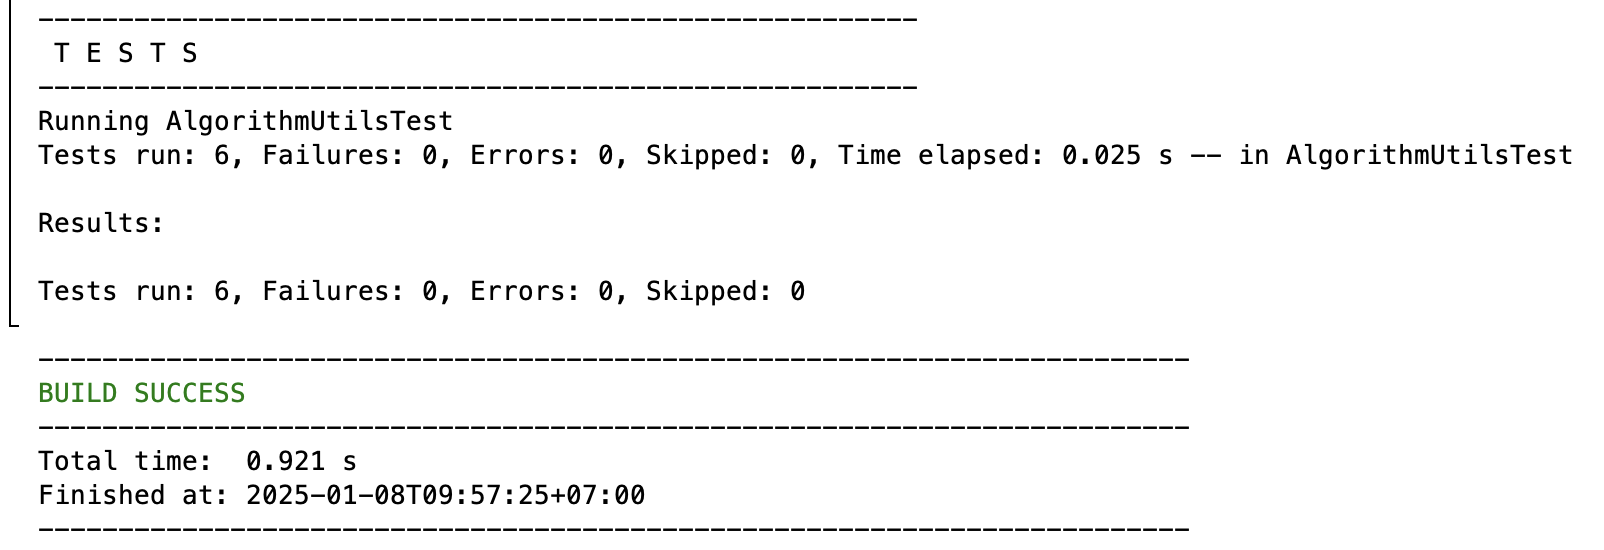 -------------------------------------------------------
 T E S T S
-------------------------------------------------------
Running AlgorithmUtilsTest
Tests run: 6, Failures: 0, Errors: 0, Skipped: 0, Time elapsed: 0.025 s -- in AlgorithmUtilsTest

Results:

Tests run: 6, Failures: 0, Errors: 0, Skipped: 0

------------------------------------------------------------------------
BUILD SUCCESS
------------------------------------------------------------------------
Total time:  0.921 s
Finished at: 2025-01-08T09:57:25+07:00
------------------------------------------------------------------------